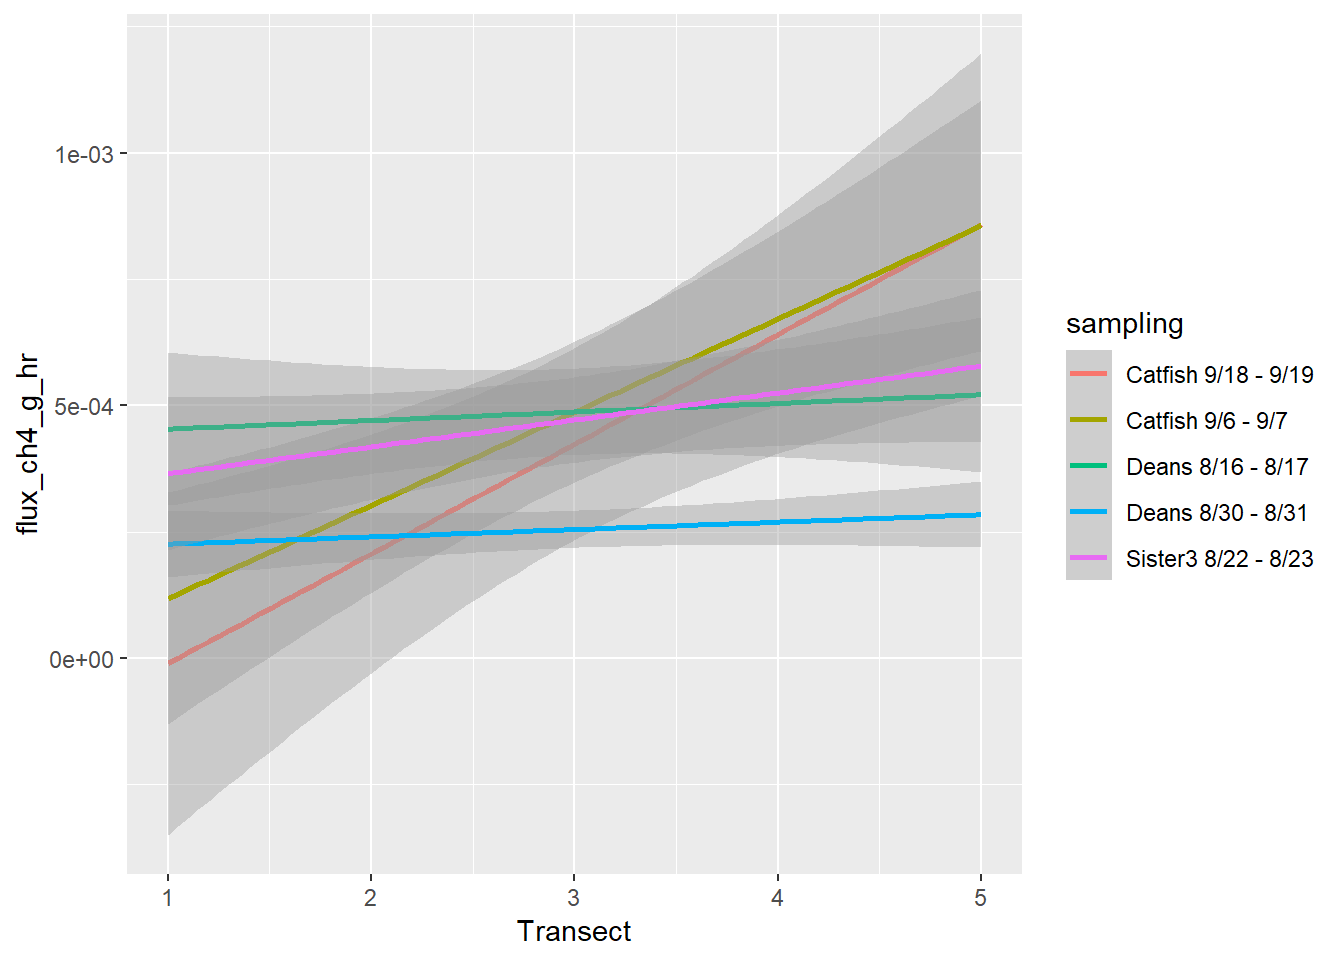 flux_ch4_g_hr
1e-03
5e-04
0e+00
1 2 3 4 5
Transect
sampling
Catfish 9/18 - 9/19
Catfish 9/6 - 9/7
Deans 8/16 - 8/17
Deans 8/30 - 8/31
Sister3 8/22 - 8/23